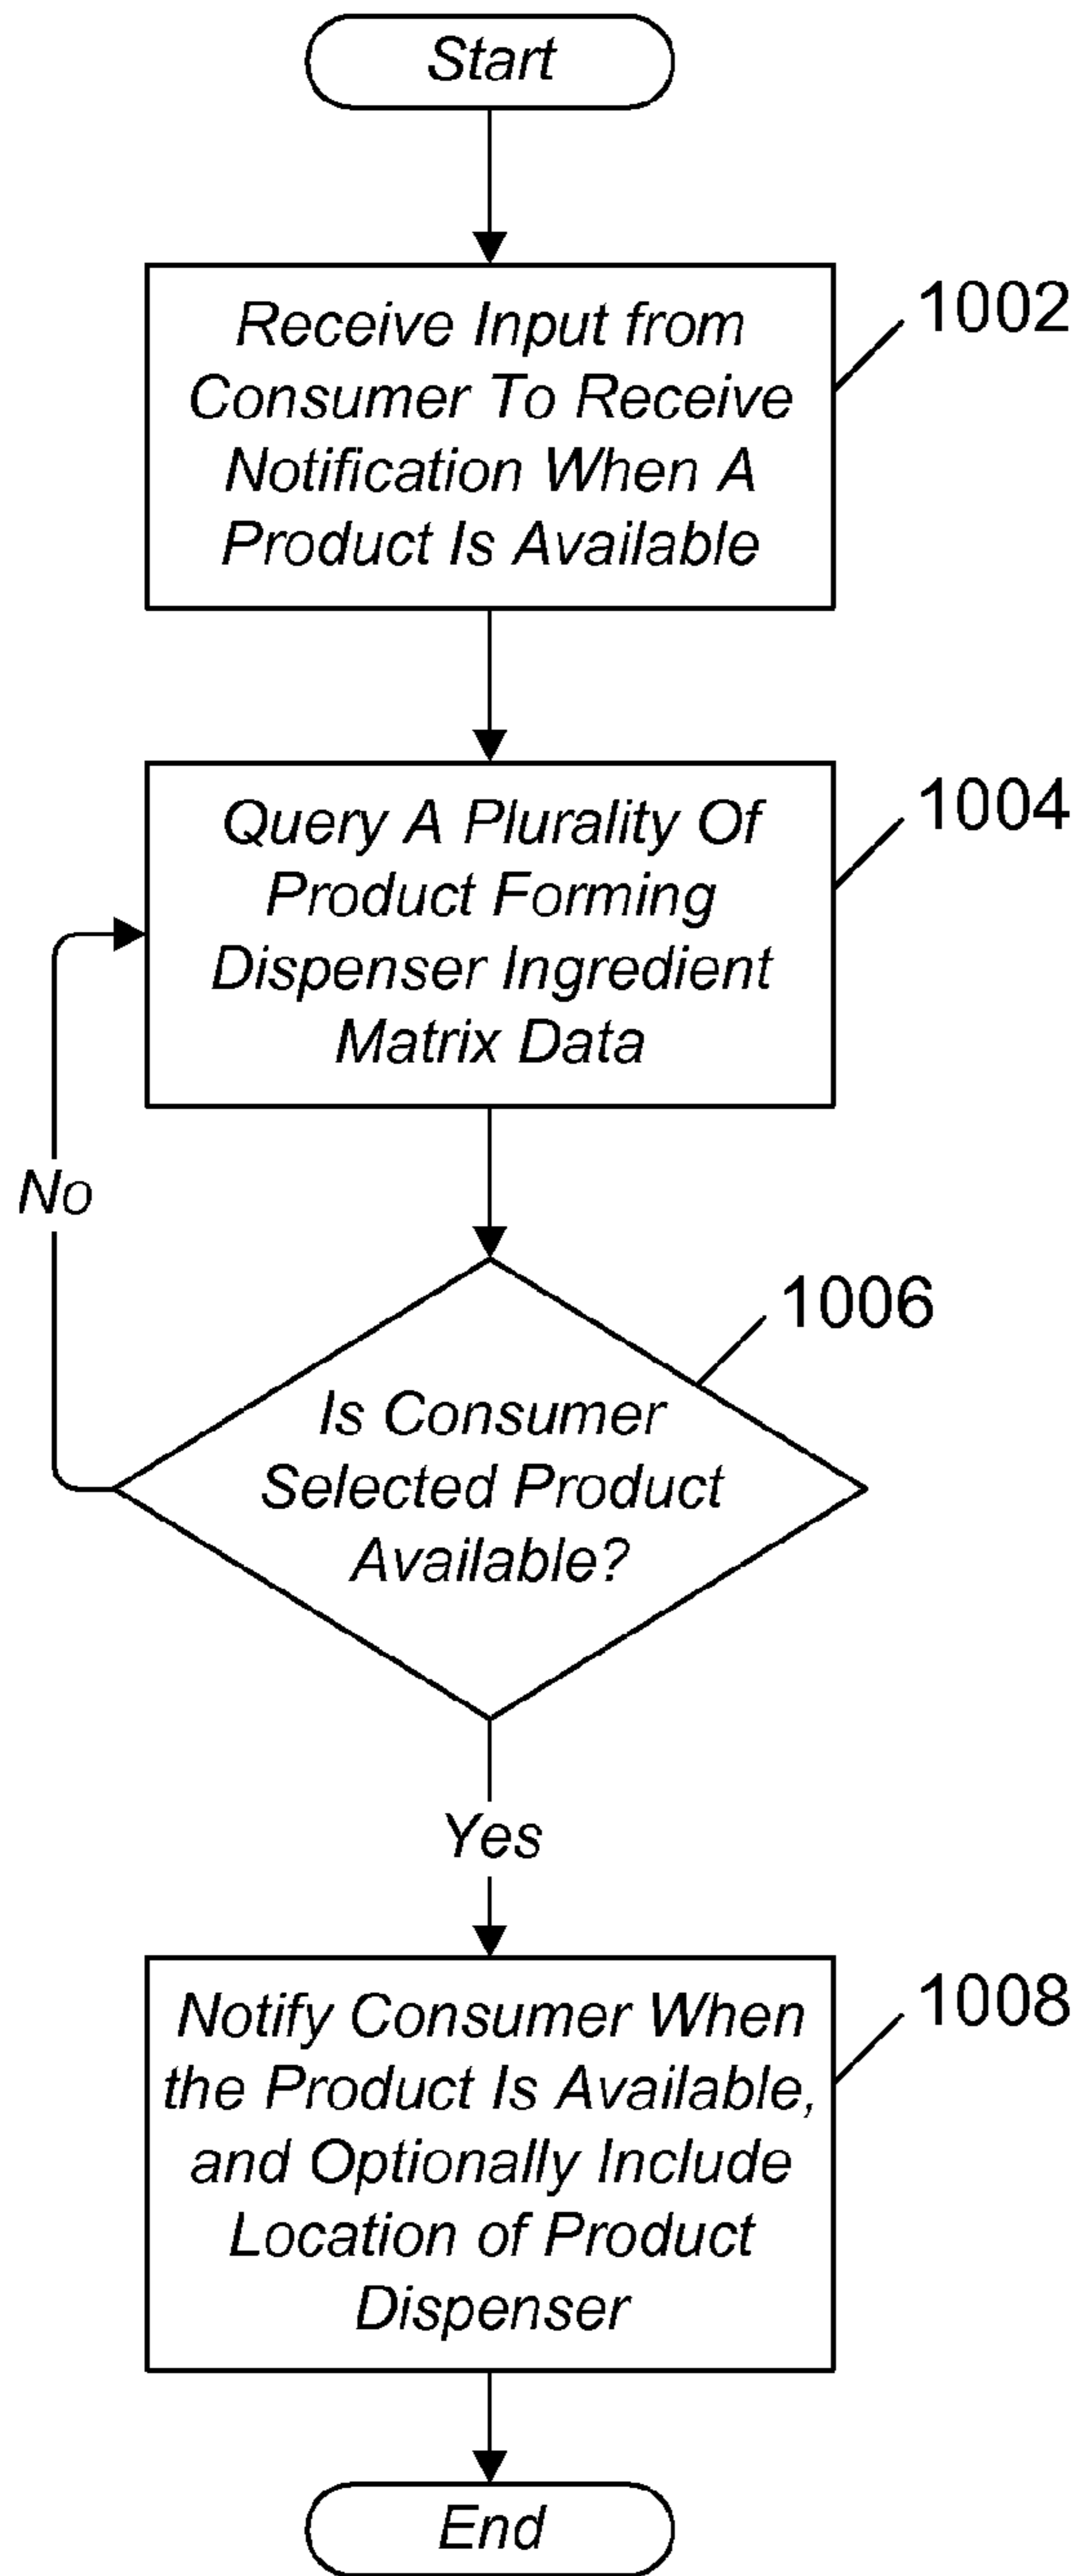 Start
Receive Input from
Consumer To Receive
Notification When A
Product Is Available
1002
Query A Plurality Of
Product Forming
Dispenser Ingredient
Matrix Data
1004
No
Is Consumer
Selected Product
Available?
1006
Yes
Notify Consumer When
the Product Is Available,
and Optionally Include
Location of Product
Dispenser
1008
End